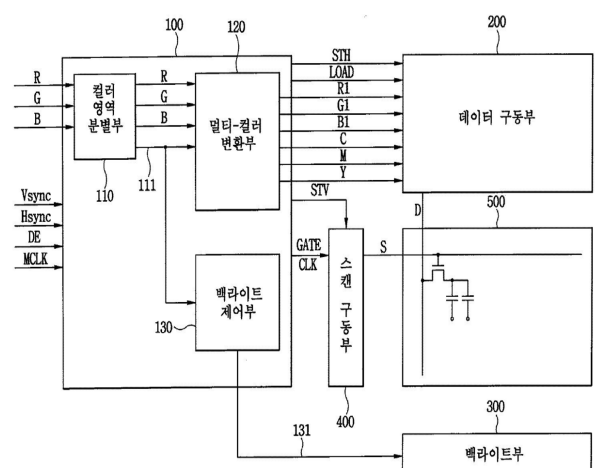 100
200
R
G
B
컬러
영역
분별부
110
R
G
B
111
120
멀티-컬러
변환부
STH
LOAD
R1
G1
B1
C
M
Y
데이터 구동부
Vsync
Hsync
DE
MCLK
STV
GATE
CLK
백라이트
제어부
130
스캔 구동부
400
S
D
500
131
300
백라이트부